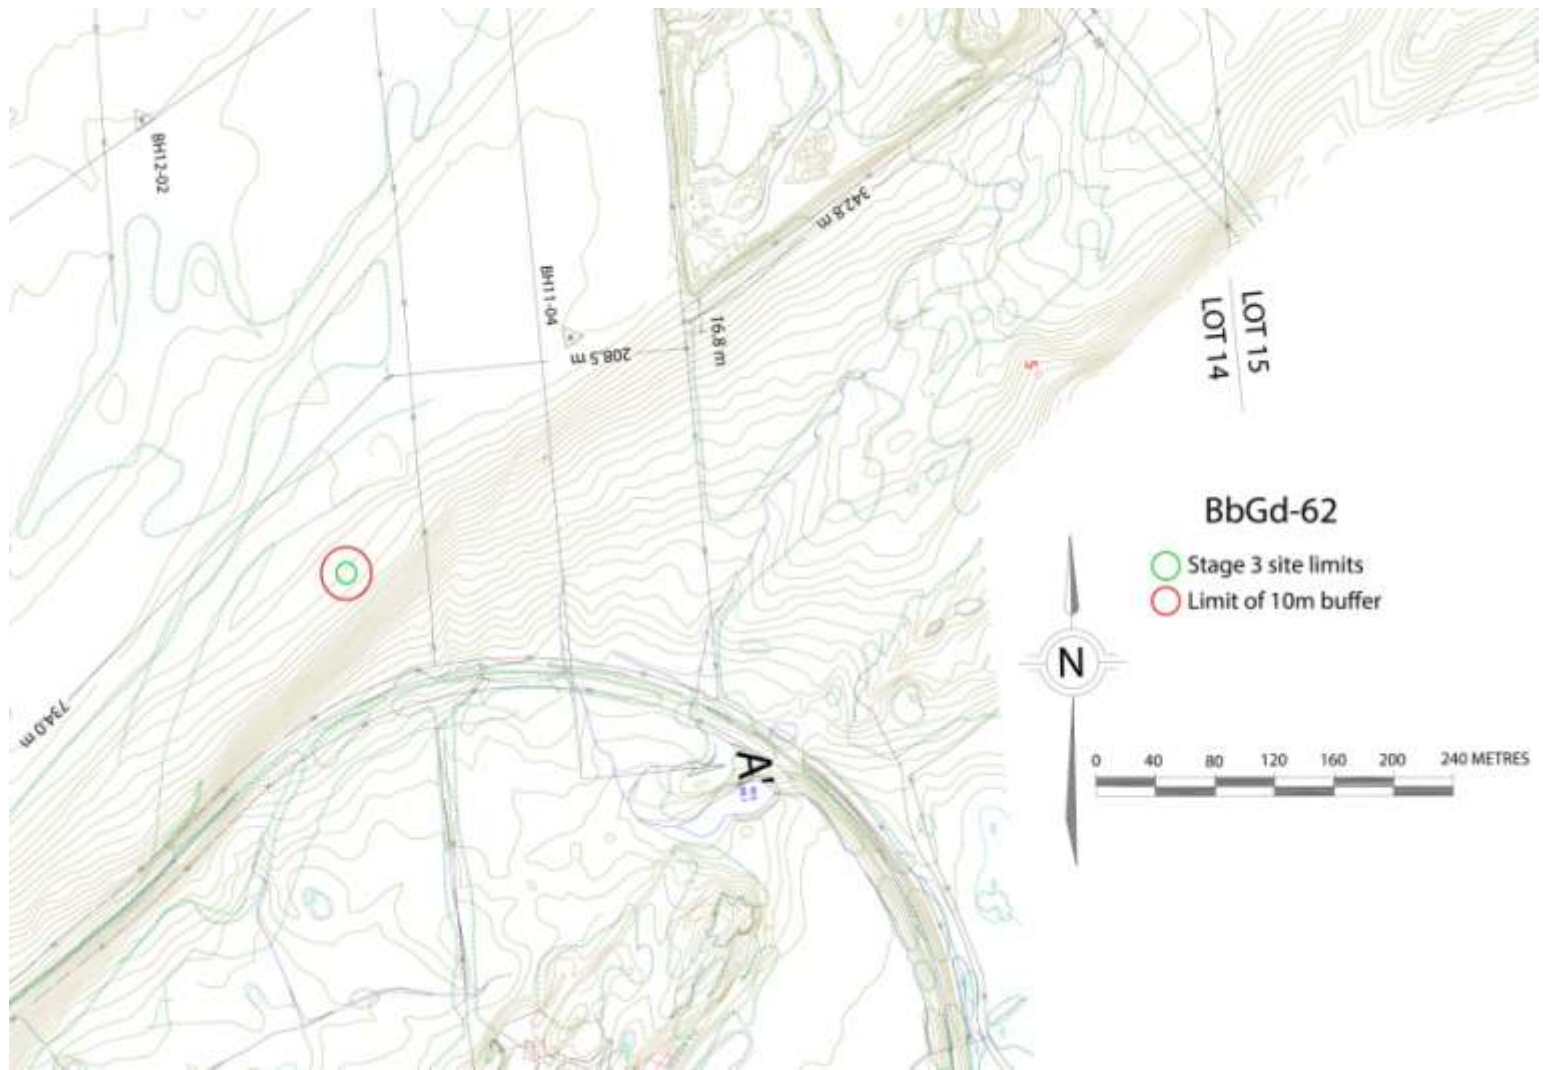 BH12-02
342.8 m
BH11-04
16.8 m
208.5 m
LOT 15
LOT 14
5
BbGd-62
Stage 3 site limits
Limit of 10m buffer
N
734.0 m
A'
0 40 80 120 160 200 240 METRES